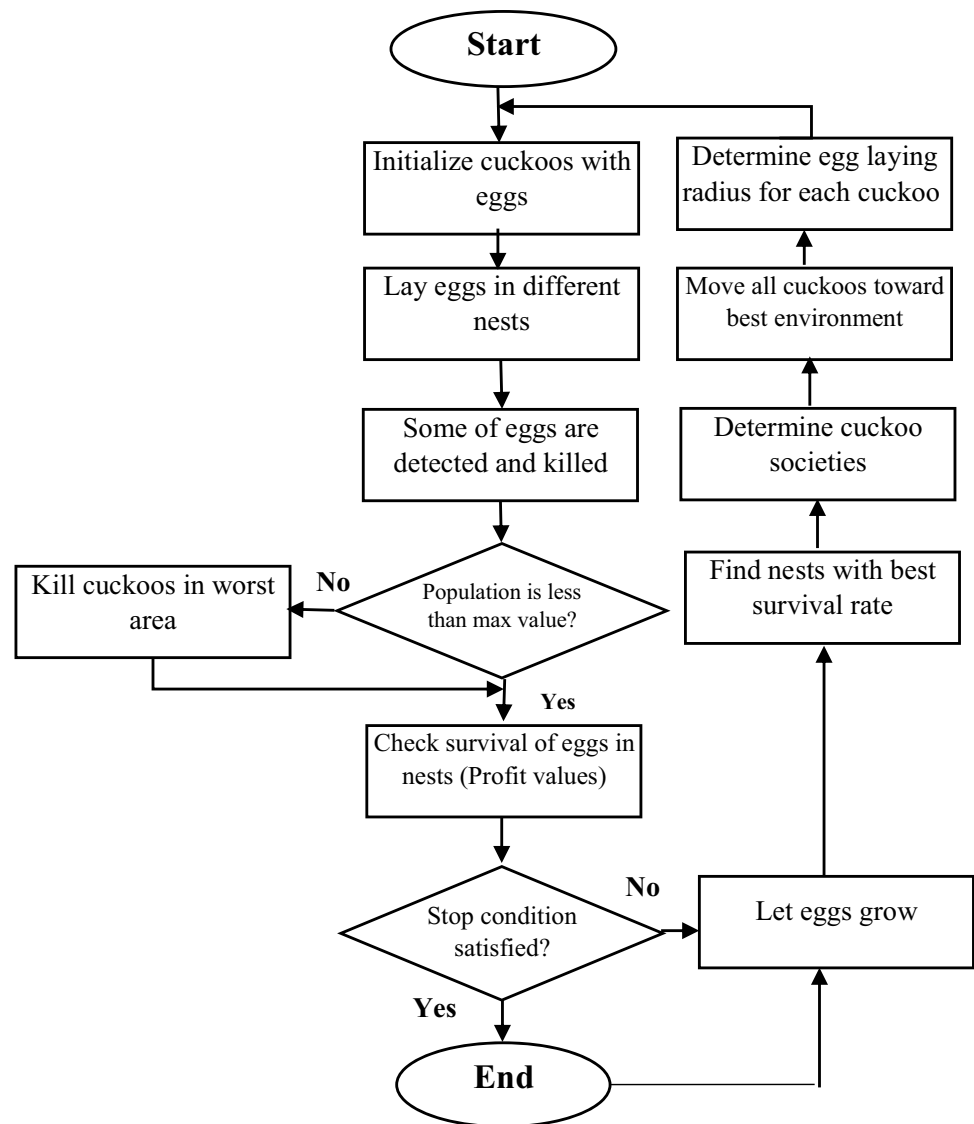 Start
Initialize cuckoos with
eggs
Lay eggs in different
nests
Some of eggs are
detected and killed
Population is less
than max value?
No
Kill cuckoos in worst
area
Yes
Check survival of eggs in
nests (Profit values)
Stop condition
satisfied?
No
Yes
End
Let eggs grow
Find nests with best
survival rate
Determine cuckoo
societies
Move all cuckoos toward
best environment
Determine egg laying
radius for each cuckoo